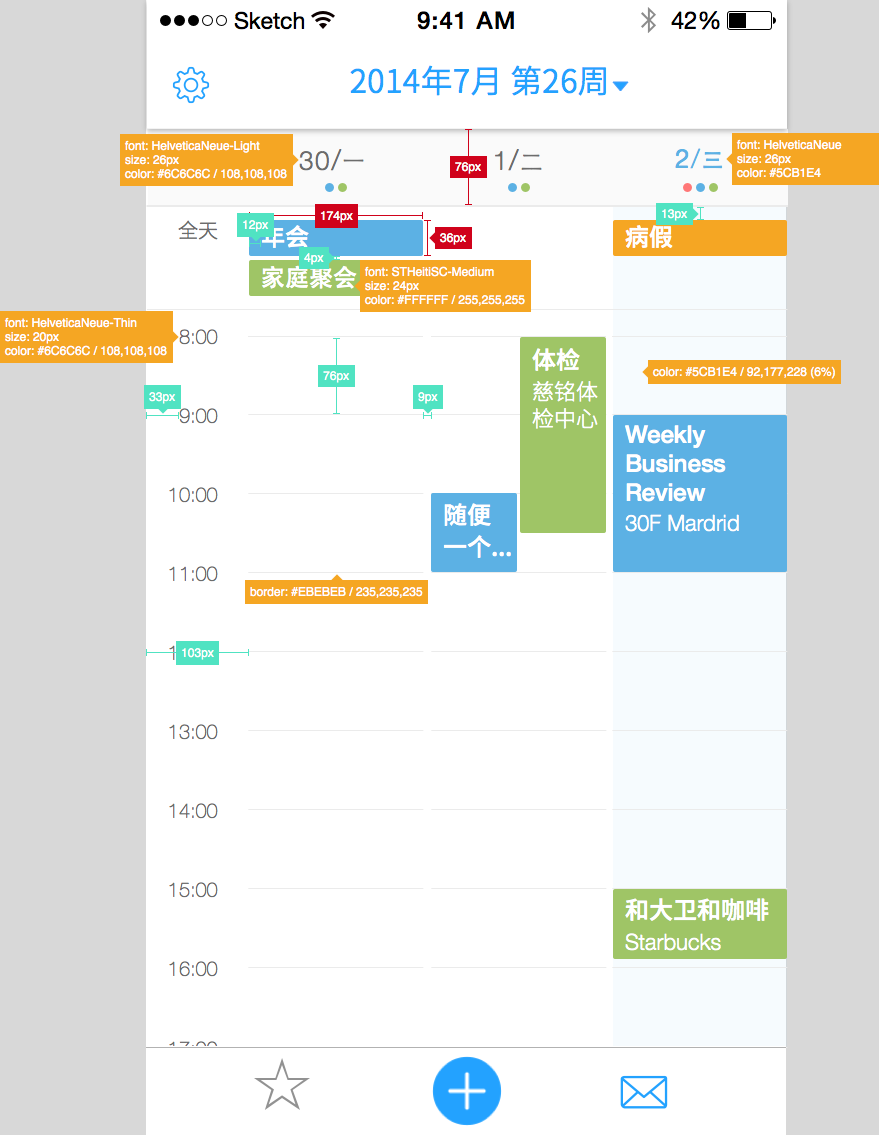 Sketch 9:41 AM 42%
2014年7月 第26周
font: HelveticaNeue-Light
size: 26px
color: #6C6C6C / 108,108,108
30/一
76px
1/二
2/三
font: HelveticaNeue
size: 26px
color: #5CB1E4
全天
12px
174px
年会
36px
13px
病假
4px
家庭聚会
font: STHeitiSC-Medium
size: 24px
color: #FFFFFF / 255,255,255
font: HelveticaNeue-Thin
size: 20px
color: #6C6C6C / 108,108,108
8:00
76px
体检
慈铭体
检中心
color: #5CB1E4 / 92,177,228 (6%)
33px
9:00
9px
Weekly
Business
Review
30F Mardrid
10:00
随便
一个...
11:00
border: #EBEBEB / 235,235,235
103px
13:00
14:00
15:00
和大卫和咖啡
Starbucks
16:00
17:00